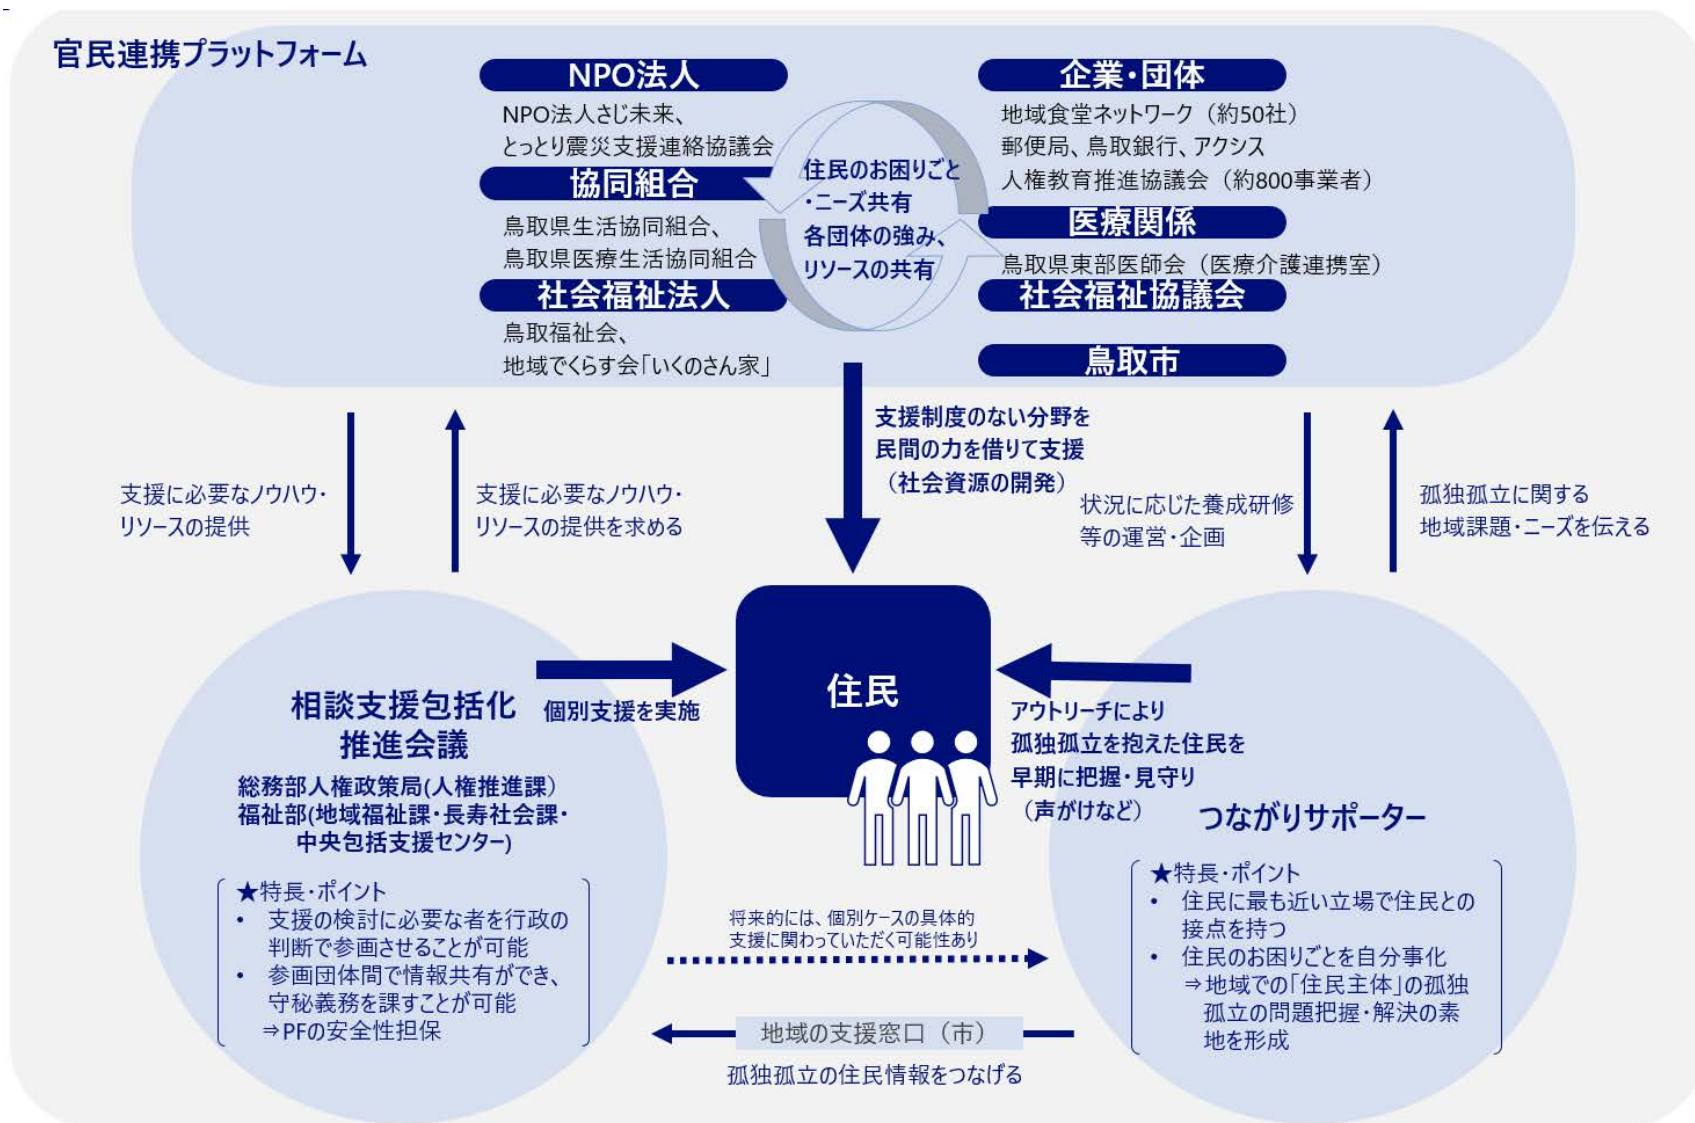 官民連携プラットフォーム
NPO法人
NPO法人さじ未来、
とっとり震災支援連絡協議会
協同組合
鳥取県生活協同組合、
鳥取県医療生活協同組合
社会福祉法人
鳥取福祉会、
地域でくらす会「いくのさん家」
住民のお困りごと
・ニーズ共有
各団体の強み、
リソースの共有
企業・団体
地域食堂ネットワーク（約50社）
郵便局、鳥取銀行、アクシス
人権教育推進協議会（約800事業者）
医療関係
鳥取県東部医師会（医療介護連携室）
社会福祉協議会
鳥取市
支援に必要なノウハウ・
リソースの提供
支援に必要なノウハウ・
リソースの提供を求める
支援制度のない分野を
民間の力を借りて支援
（社会資源の開発）
状況に応じた養成研修
等の運営・企画
孤独孤立に関する
地域課題・ニーズを伝える
相談支援包括化
推進会議
総務部人権政策局(人権推進課）
福祉部(地域福祉課・長寿社会課・
中央包括支援センター)
★特長・ポイント
• 支援の検討に必要な者を行政の
判断で参画させることが可能
• 参画団体間で情報共有ができ、
守秘義務を課すことが可能
⇒PFの安全性担保
個別支援を実施
住民
アウトリーチにより
孤独孤立を抱えた住民を
早期に把握・見守り
（声がけなど）
つながりサポーター
★特長・ポイント
• 住民に最も近い立場で住民との
接点を持つ
• 住民のお困りごとを自分事化
⇒地域での「住民主体」の孤独
孤立の問題把握・解決の素
地を形成
将来的には、個別ケースの具体的
支援に関わっていただく可能性あり
地域の支援窓口（市）
孤独孤立の住民情報をつなげる